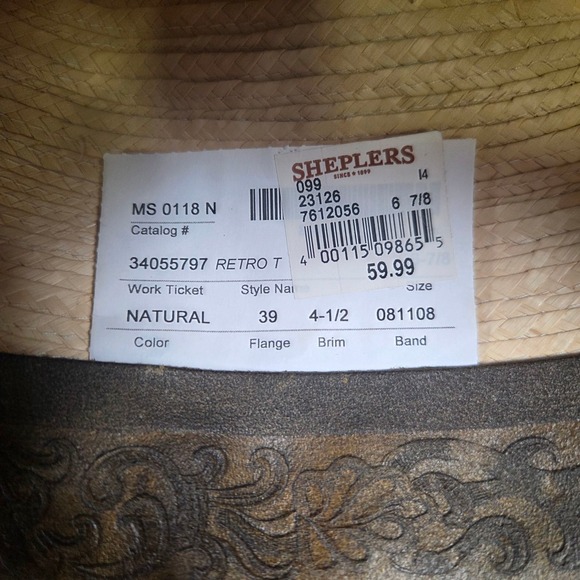 SHEPLERS
SINCE 1899
099 14
23126
7612056 6 7/8
4 00115 09865 5
59.99
MS 0118 N
Catalog #
34055797 RETRO T
Work Ticket Style Name Size
NATURAL 39 4-1/2 081108
Color Flange Brim Band